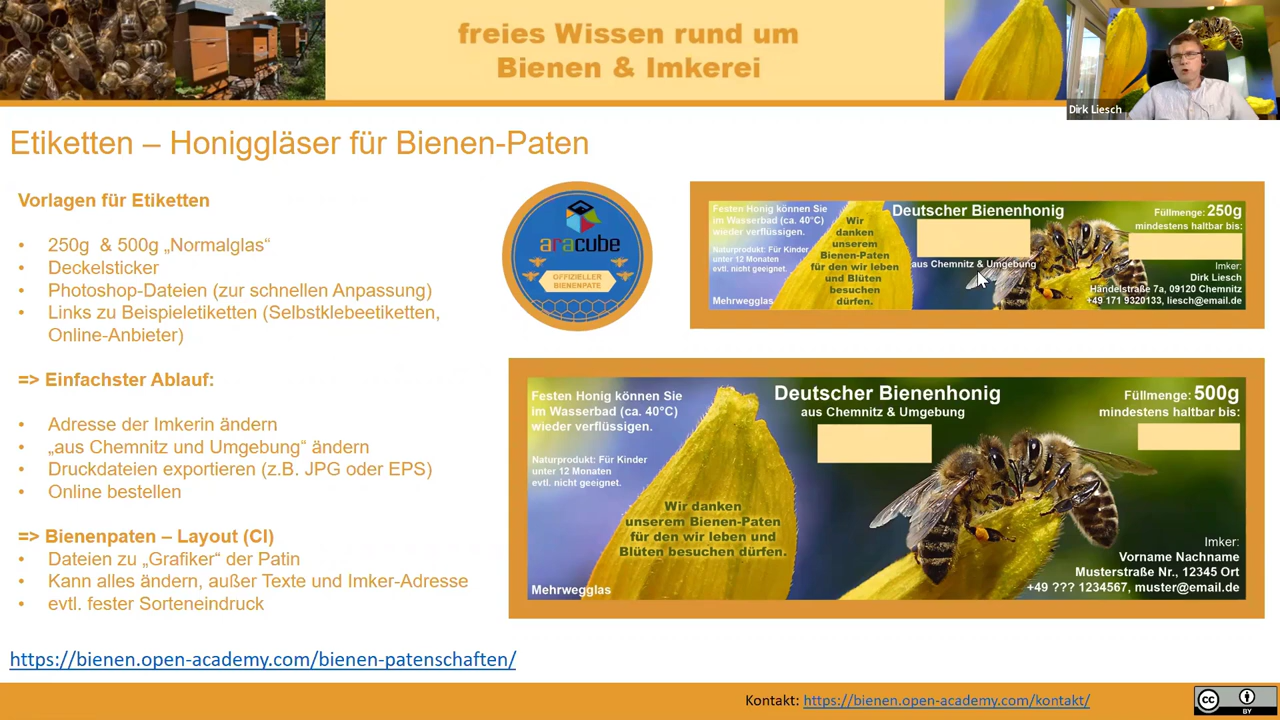 freies Wissen rund um
Bienen & Imkerei
Dirk Liesch
Etiketten – Honiggläser für Bienen-Paten
Vorlagen für Etiketten
• 250g & 500g „Normalglas“
• Deckelsticker
• Photoshop-Dateien (zur schnellen Anpassung)
• Links zu Beispieletiketten (Selbstklebeetiketten,
Online-Anbieter)
=> Einfachster Ablauf:
• Adresse der Imkerin ändern
• „aus Chemnitz und Umgebung“ ändern
• Druckdateien exportieren (z.B. JPG oder EPS)
• Online bestellen
=> Bienenpaten – Layout (CI)
• Dateien zu „Grafiker“ der Patin
• Kann alles ändern, außer Texte und Imker-Adresse
• evtl. fester Sorteneindruck
https://bienen.open-academy.com/bienen-patenschaften/
aracube
OFFIZIELLER
BIENENPATE
Festen Honig können Sie
im Wasserbad (ca. 40°C)
wieder verflüssigen.
Naturprodukt: Für Kinder
unter 12 Monaten
evtl. nicht geeignet.
Mehrwegglas
Wir
danken
unserem
Bienen-Paten
für den wir leben
und Blüten
besuchen
dürfen.
Deutscher Bienenhonig
aus Chemnitz & Umgebung
Füllmenge: 250g
mindestens haltbar bis:
Imker:
Dirk Liesch
Händelstraße 7a, 09120 Chemnitz
+49 171 9320133, liesch@email.de
Festen Honig können Sie
im Wasserbad (ca. 40°C)
wieder verflüssigen.
Naturprodukt: Für Kinder
unter 12 Monaten
evtl. nicht geeignet.
Mehrwegglas
Wir danken
unserem Bienen-Paten
für den wir leben und
Blüten besuchen dürfen.
Deutscher Bienenhonig
aus Chemnitz & Umgebung
Füllmenge: 500g
mindestens haltbar bis:
Imker:
Vorname Nachname
Musterstraße Nr., 12345 Ort
+49 ??? 1234567, muster@email.de
Kontakt: https://bienen.open-academy.com/kontakt/
cc
BY